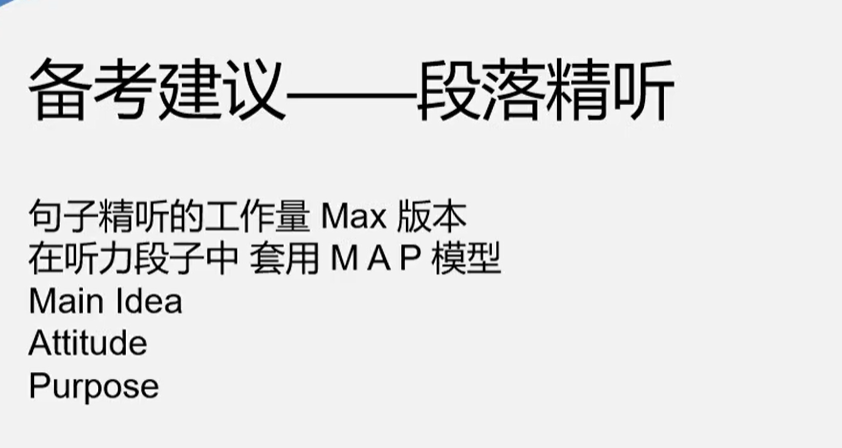 备考建议——段落精听
句子精听的工作量 Max 版本
在听力段子中 套用 M A P 模型
Main Idea
Attitude
Purpose